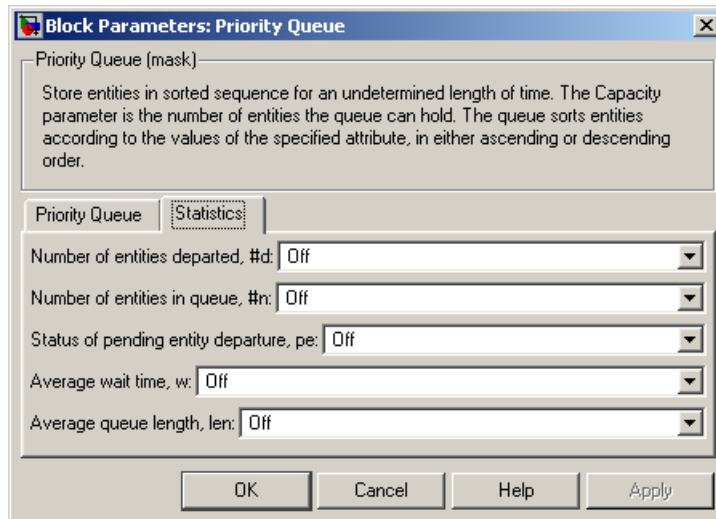 Block Parameters: Priority Queue
Priority Queue (mask)
Store entities in sorted sequence for an undetermined length of time. The Capacity
parameter is the number of entities the queue can hold. The queue sorts entities
according to the values of the specified attribute, in either ascending or descending
order.
Priority Queue Statistics
Number of entities departed, #d: Off
Number of entities in queue, #n: Off
Status of pending entity departure, pe: Off
Average wait time, w: Off
Average queue length, len: Off
OK Cancel Help Apply